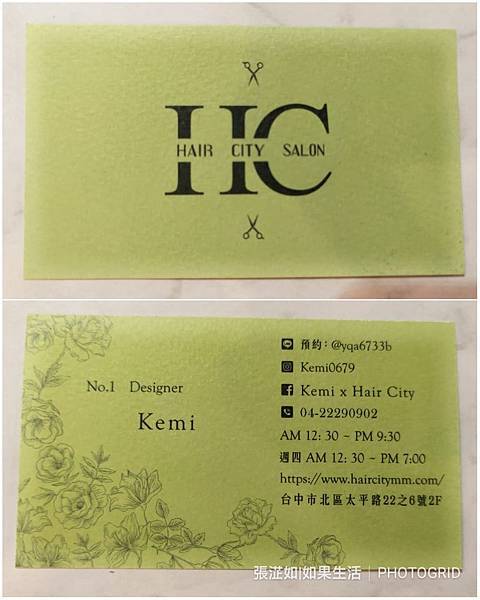 HC
HAIR CITY SALON
No.1 Designer
Kemi
預約：@yqa6733b
Kemi0679
Kemi x Hair City
04-22290902
AM 12: 30 ~ PM 9:30
週四 AM 12: 30 ~ PM 7:00
https://www.haircitymm.com/
台中市北區太平路22之6號2F
張涖如|如果生活 | PHOTOGRID